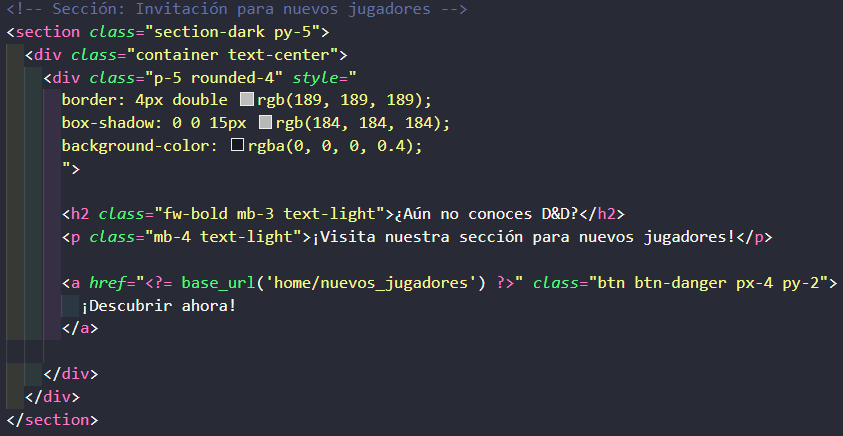 <!-- Sección: Invitación para nuevos jugadores -->
<section class="section-dark py-5">
<div class="container text-center">
<div class="p-5 rounded-4" style="
border: 4px double rgb(189, 189, 189);
box-shadow: 0 0 15px rgb(184, 184, 184);
background-color: rgba(0, 0, 0, 0.4);
">
<h2 class="fw-bold mb-3 text-light">¿Aún no conoces D&D?</h2>
<p class="mb-4 text-light">¡Visita nuestra sección para nuevos jugadores!</p>
<a href="<?= base_url('home/nuevos_jugadores') ?>" class="btn btn-danger px-4 py-2">
¡Descubrir ahora!
</a>
</div>
</div>
</section>